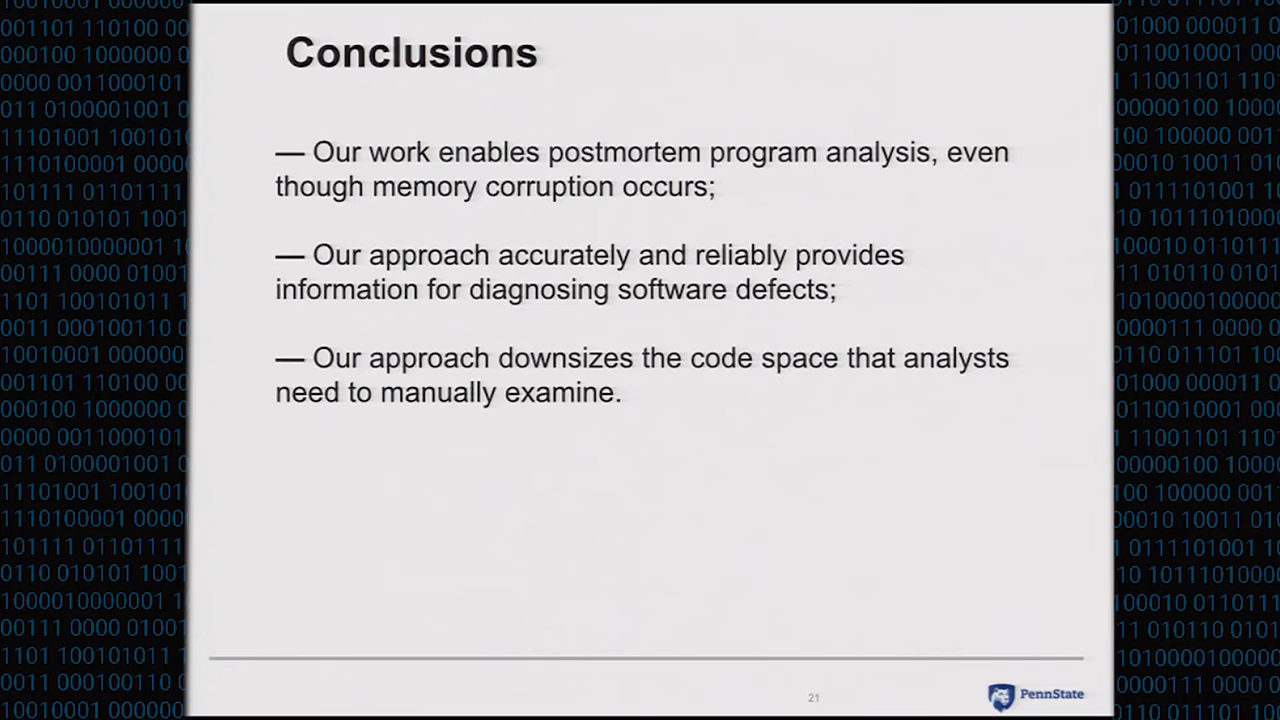 Conclusions
— Our work enables postmortem program analysis, even
though memory corruption occurs;
— Our approach accurately and reliably provides
information for diagnosing software defects;
— Our approach downsizes the code space that analysts
need to manually examine.
21
PennState